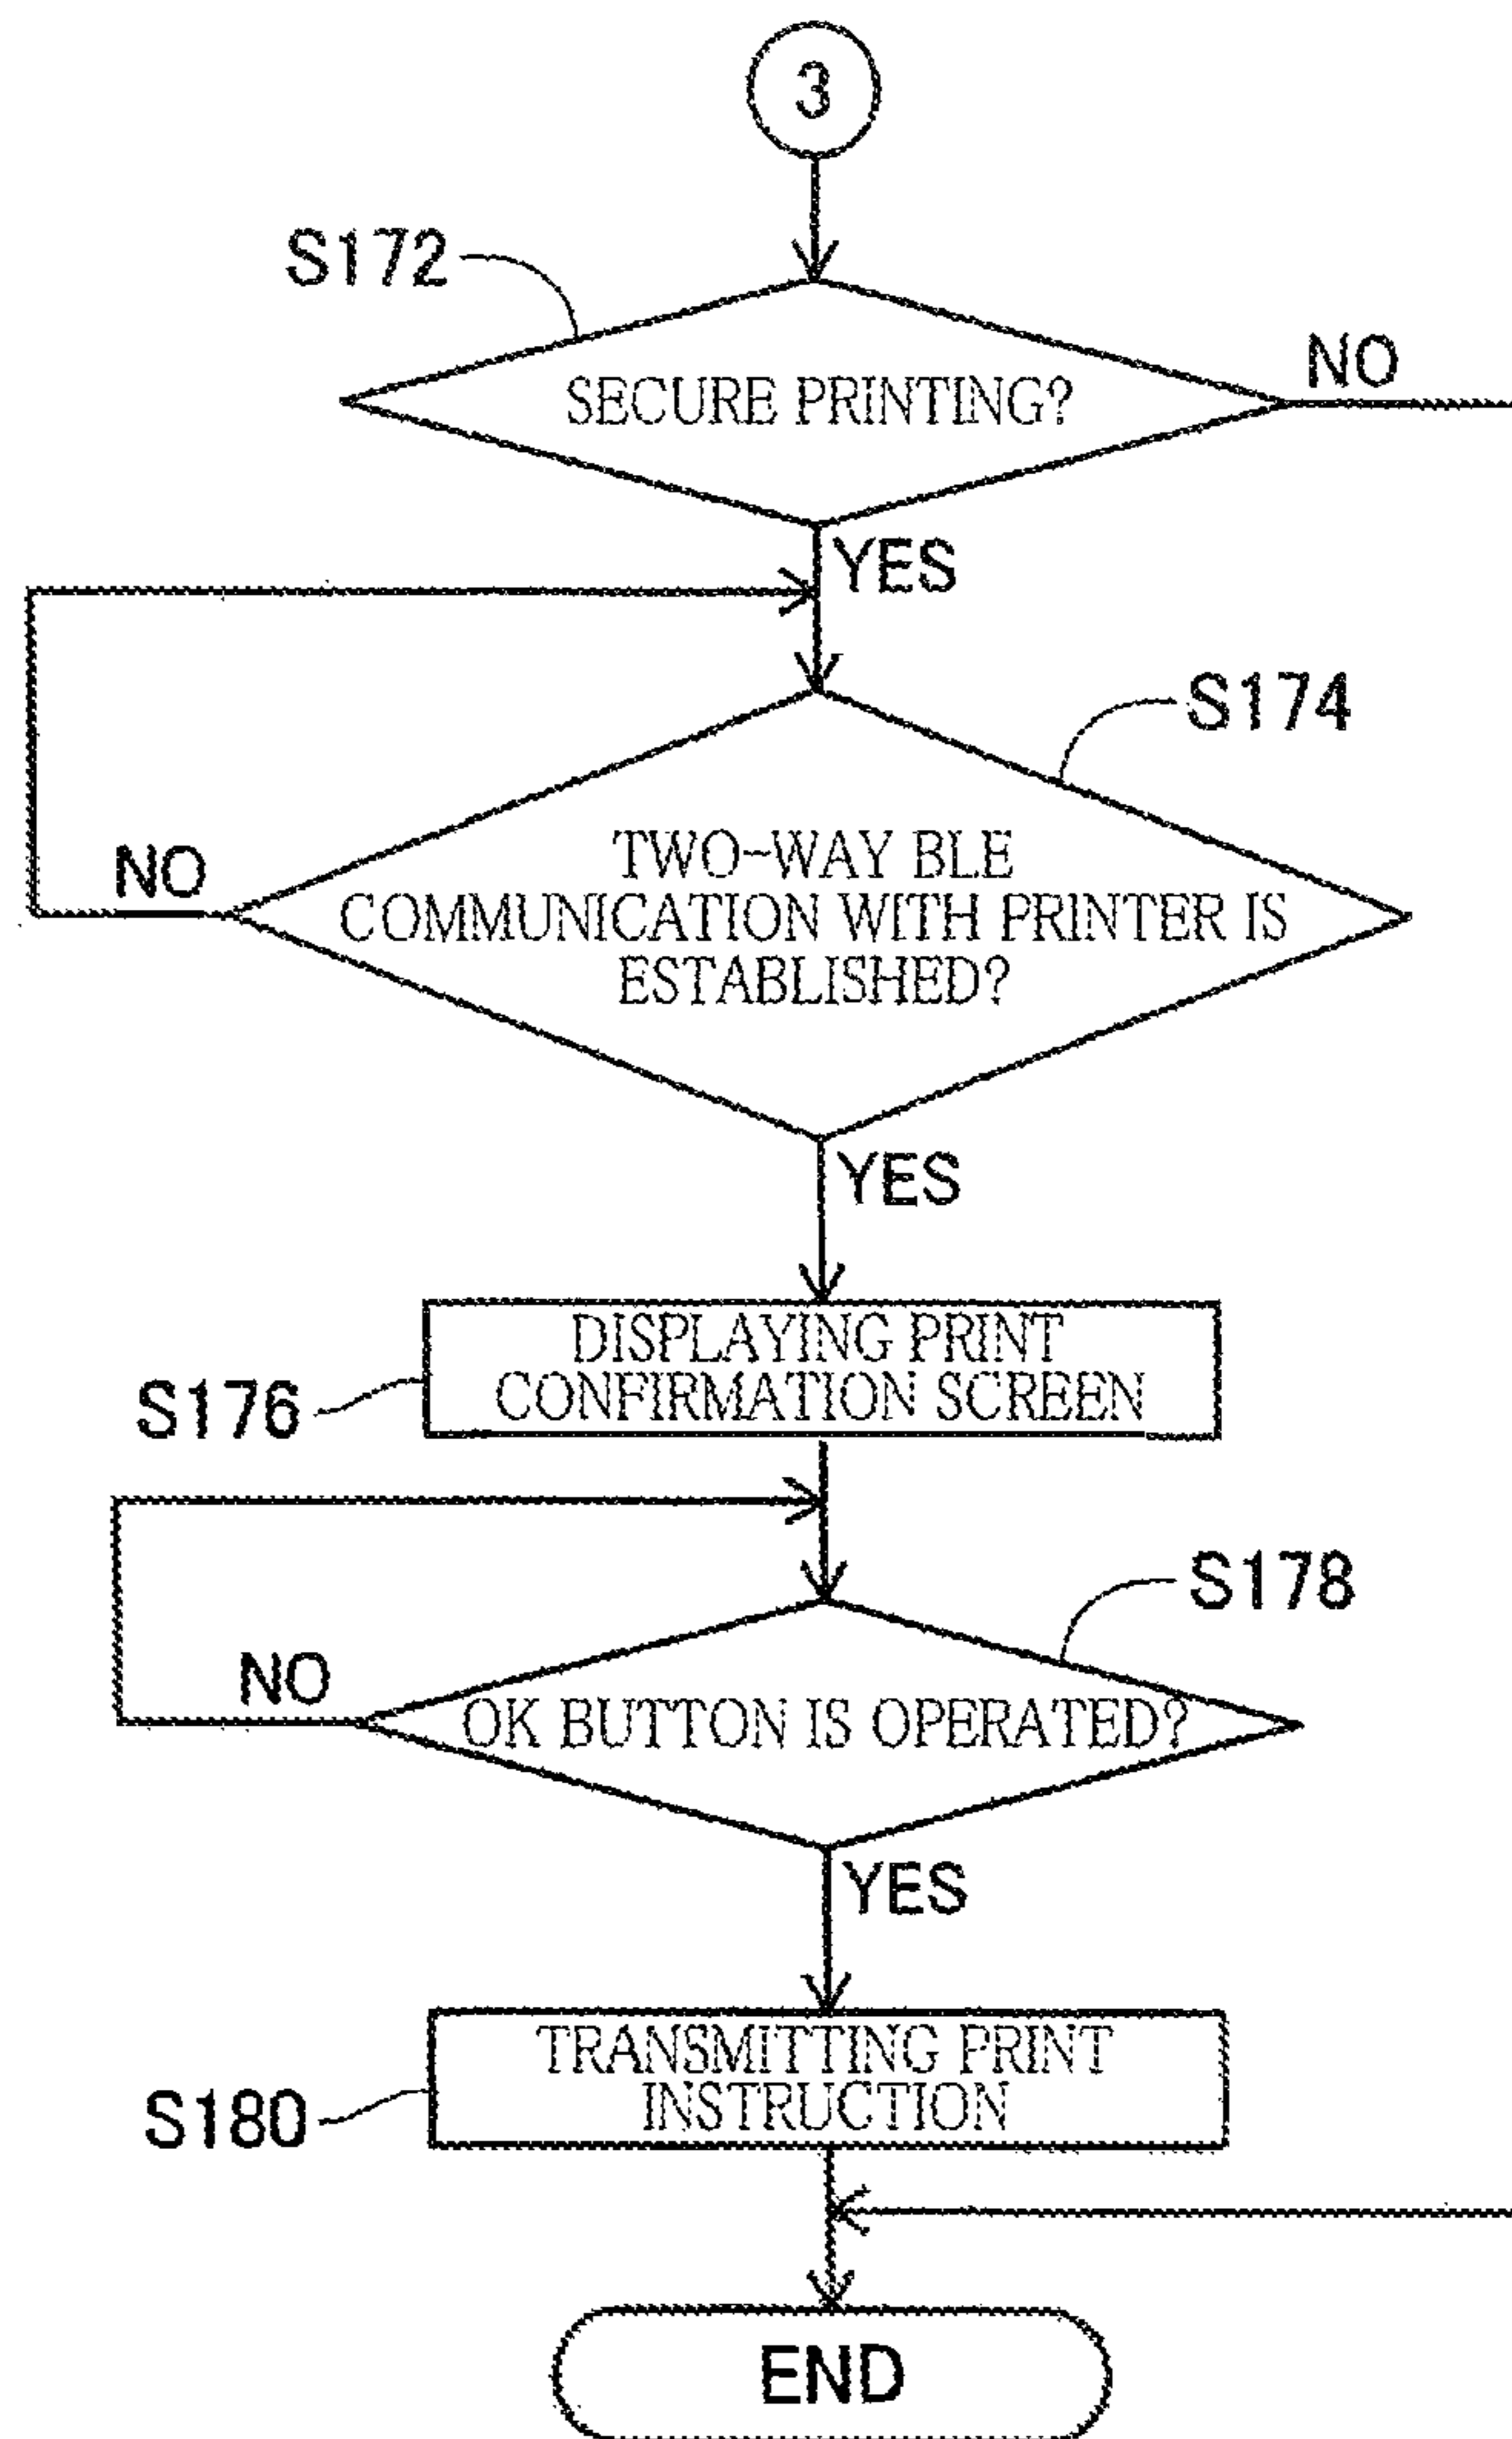 3
S172
SECURE PRINTING?
NO
YES
S174
TWO-WAY BLE
COMMUNICATION WITH PRINTER IS
ESTABLISHED?
NO
YES
DISPLAYING PRINT
CONFIRMATION SCREEN
S176
S178
NO
OK BUTTON IS OPERATED?
YES
TRANSMITTING PRINT
INSTRUCTION
S180
END